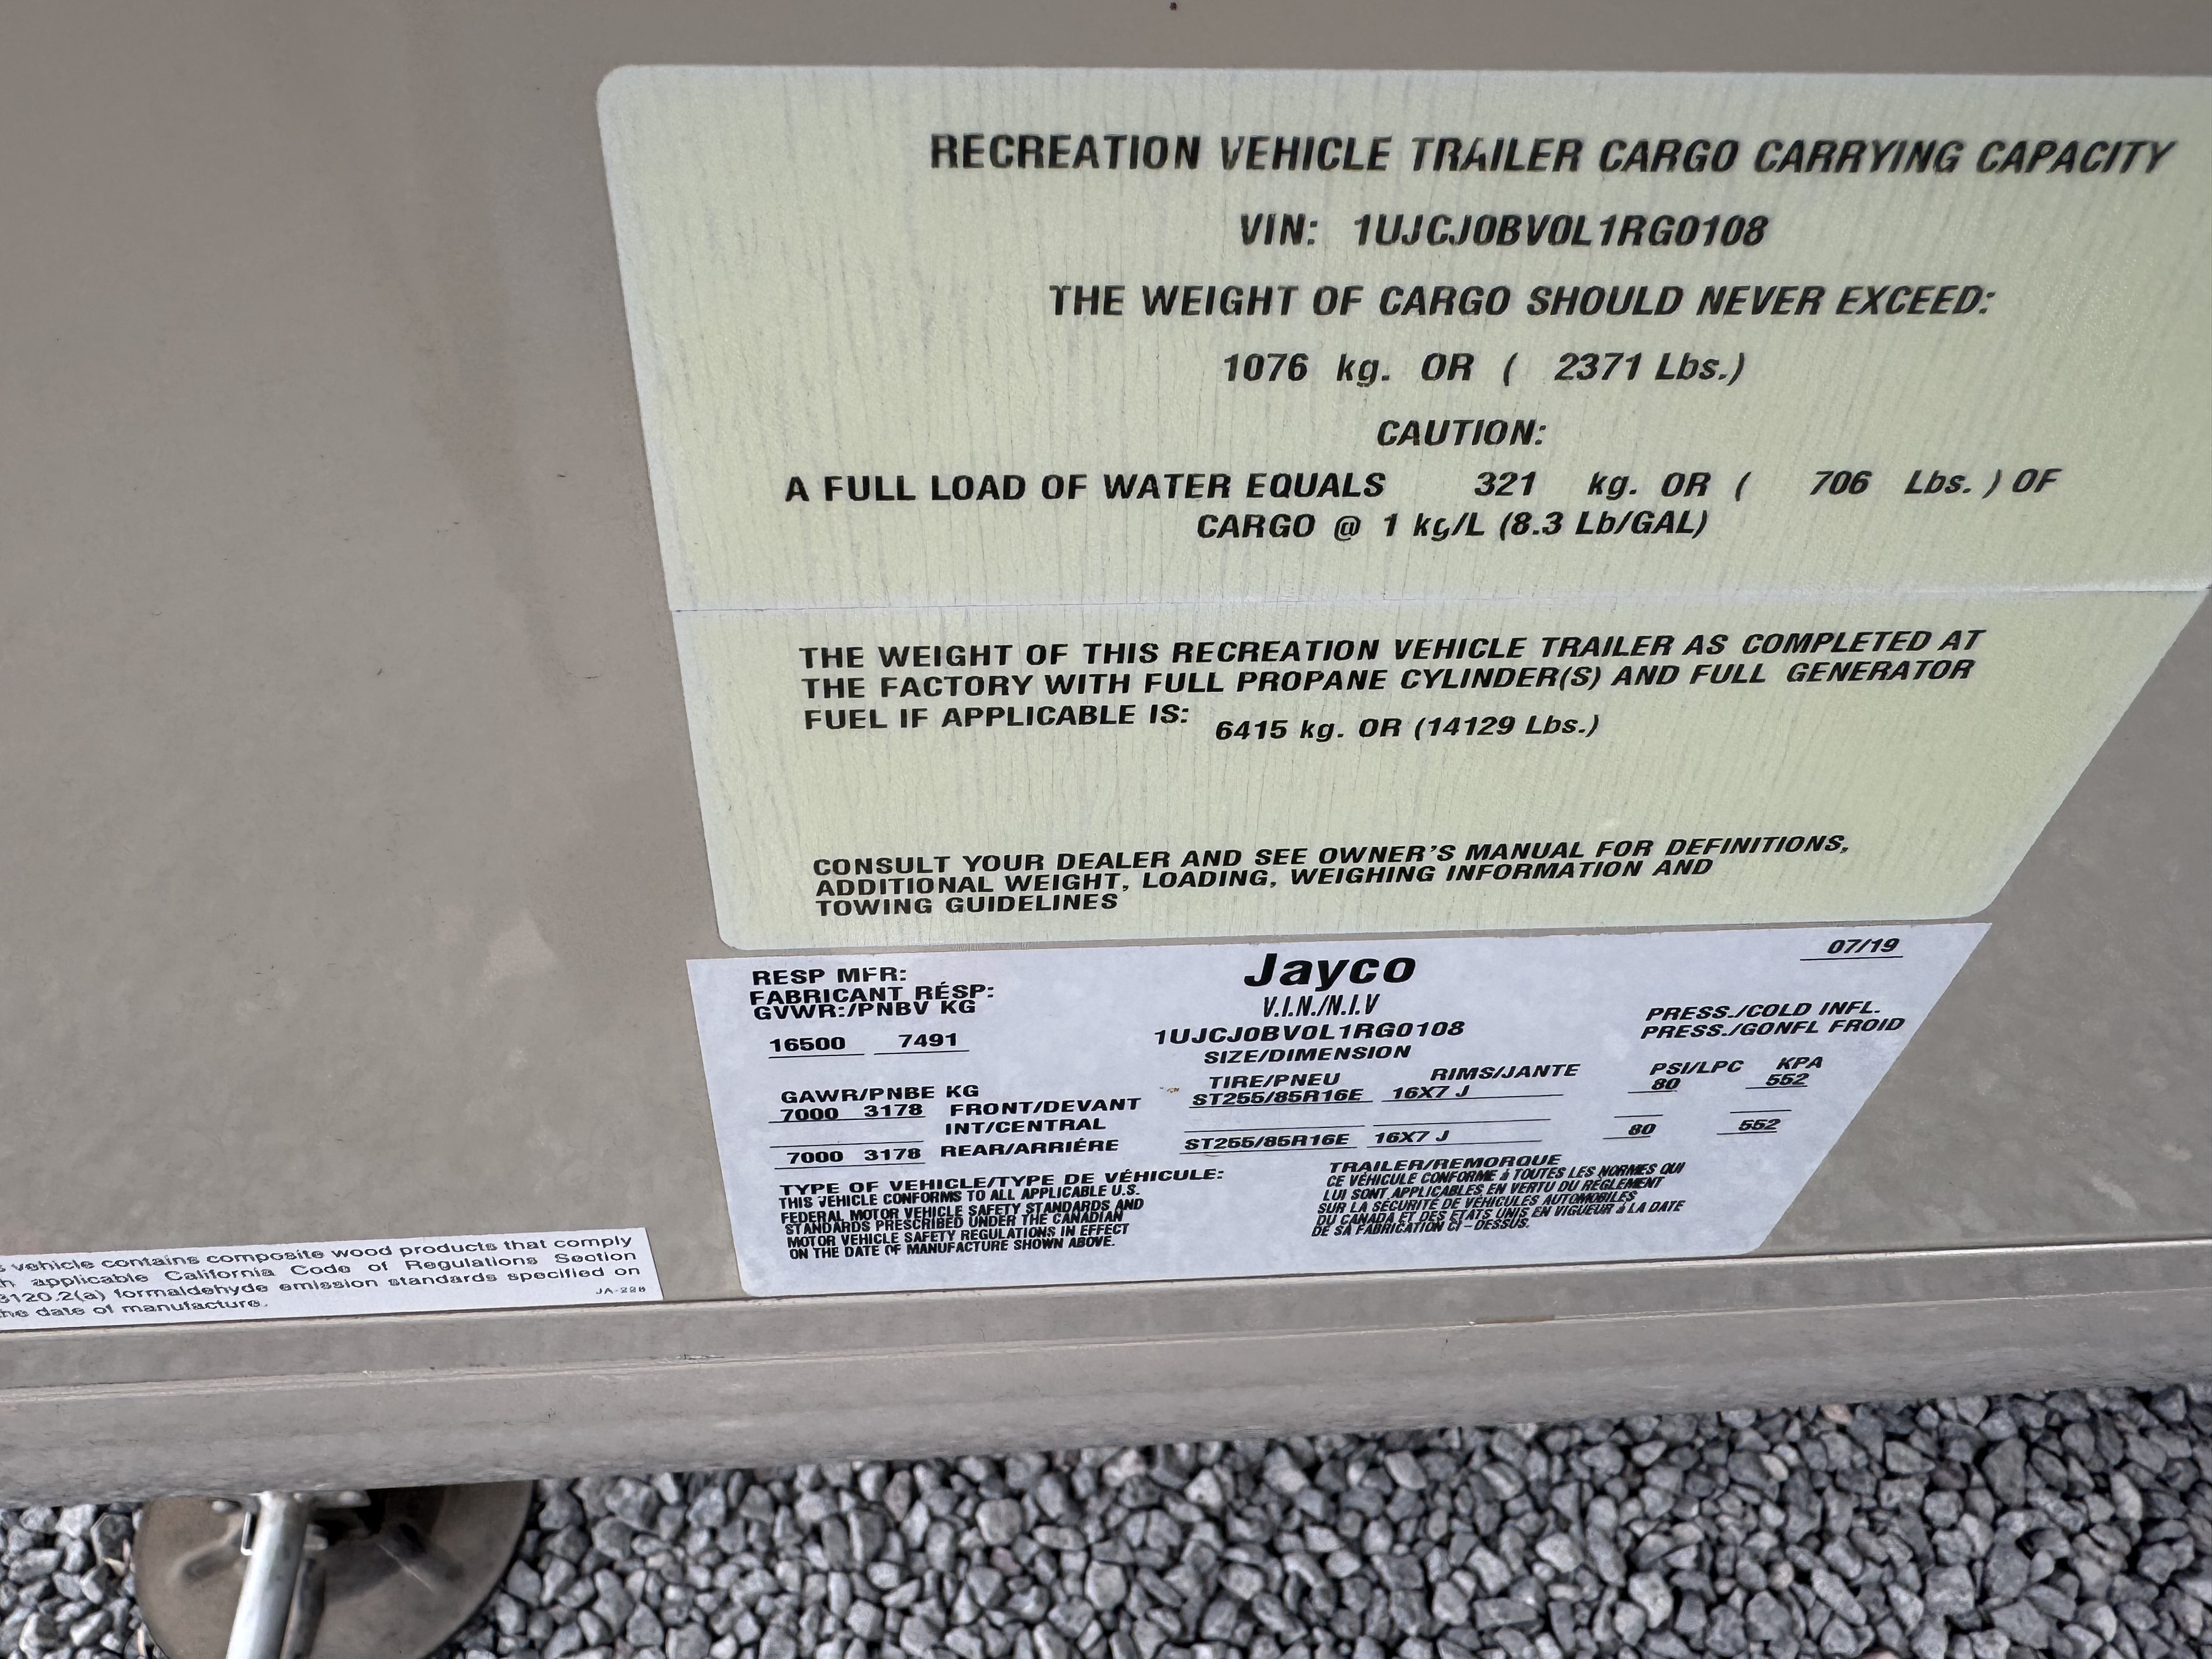 RECREATION VEHICLE TRAILER CARGO CARRYING CAPACITY
VIN: 1UJCJ0BV0L1RG0108
THE WEIGHT OF CARGO SHOULD NEVER EXCEED:
1076 kg. OR ( 2371 Lbs.)
CAUTION:
A FULL LOAD OF WATER EQUALS 321 kg. OR ( 706 Lbs. ) OF
CARGO @ 1 kg/L (8.3 Lb/GAL)
THE WEIGHT OF THIS RECREATION VEHICLE TRAILER AS COMPLETED AT
THE FACTORY WITH FULL PROPANE CYLINDER(S) AND FULL GENERATOR
FUEL IF APPLICABLE IS: 6415 kg. OR (14129 Lbs.)
CONSULT YOUR DEALER AND SEE OWNER'S MANUAL FOR DEFINITIONS,
ADDITIONAL WEIGHT, LOADING, WEIGHING INFORMATION AND
TOWING GUIDELINES
RESP MFR: Jayco 07/19
FABRICANT RÉSP:
GVWR:/PNBV KG V.I.N./N.I.V PRESS./COLD INFL.
16500 7491 1UJCJ0BV0L1RG0108 PRESS./GONFL FROID
SIZE/DIMENSION
TIRE/PNEU RIMS/JANTE PSI/LPC KPA
GAWR/PNBE KG
7000 3178 FRONT/DEVANT ST255/85R16E 16X7 J 80 552
INT/CENTRAL
7000 3178 REAR/ARRIÉRE ST255/85R16E 16X7 J 80 552
TYPE OF VEHICLE/TYPE DE VÉHICULE: TRAILER/REMORQUE
THIS VEHICLE CONFORMS TO ALL APPLICABLE U.S.
FEDERAL MOTOR VEHICLE SAFETY STANDARDS AND
STANDARDS PRESCRIBED UNDER THE CANADIAN
MOTOR VEHICLE SAFETY REGULATIONS IN EFFECT
ON THE DATE OF MANUFACTURE SHOWN ABOVE.
CE VÉHICULE CONFORME à TOUTES LES NORMES QUI
LUI SONT APPLICABLES EN VERTU DU RÉGLEMENT
SUR LA SÉCURITÉ DE VÉHICULES AUTOMOBILES
DU CANADA ET DES ETATS UNIS EN VIGUEUR à LA DATE
DE SA FABRICATION CI-DESSUS.
vehicle contains composite wood products that comply
applicable California Code of Regulations Section
3120.2(a) formaldehyde emission standards specified on
the date of manufacture.